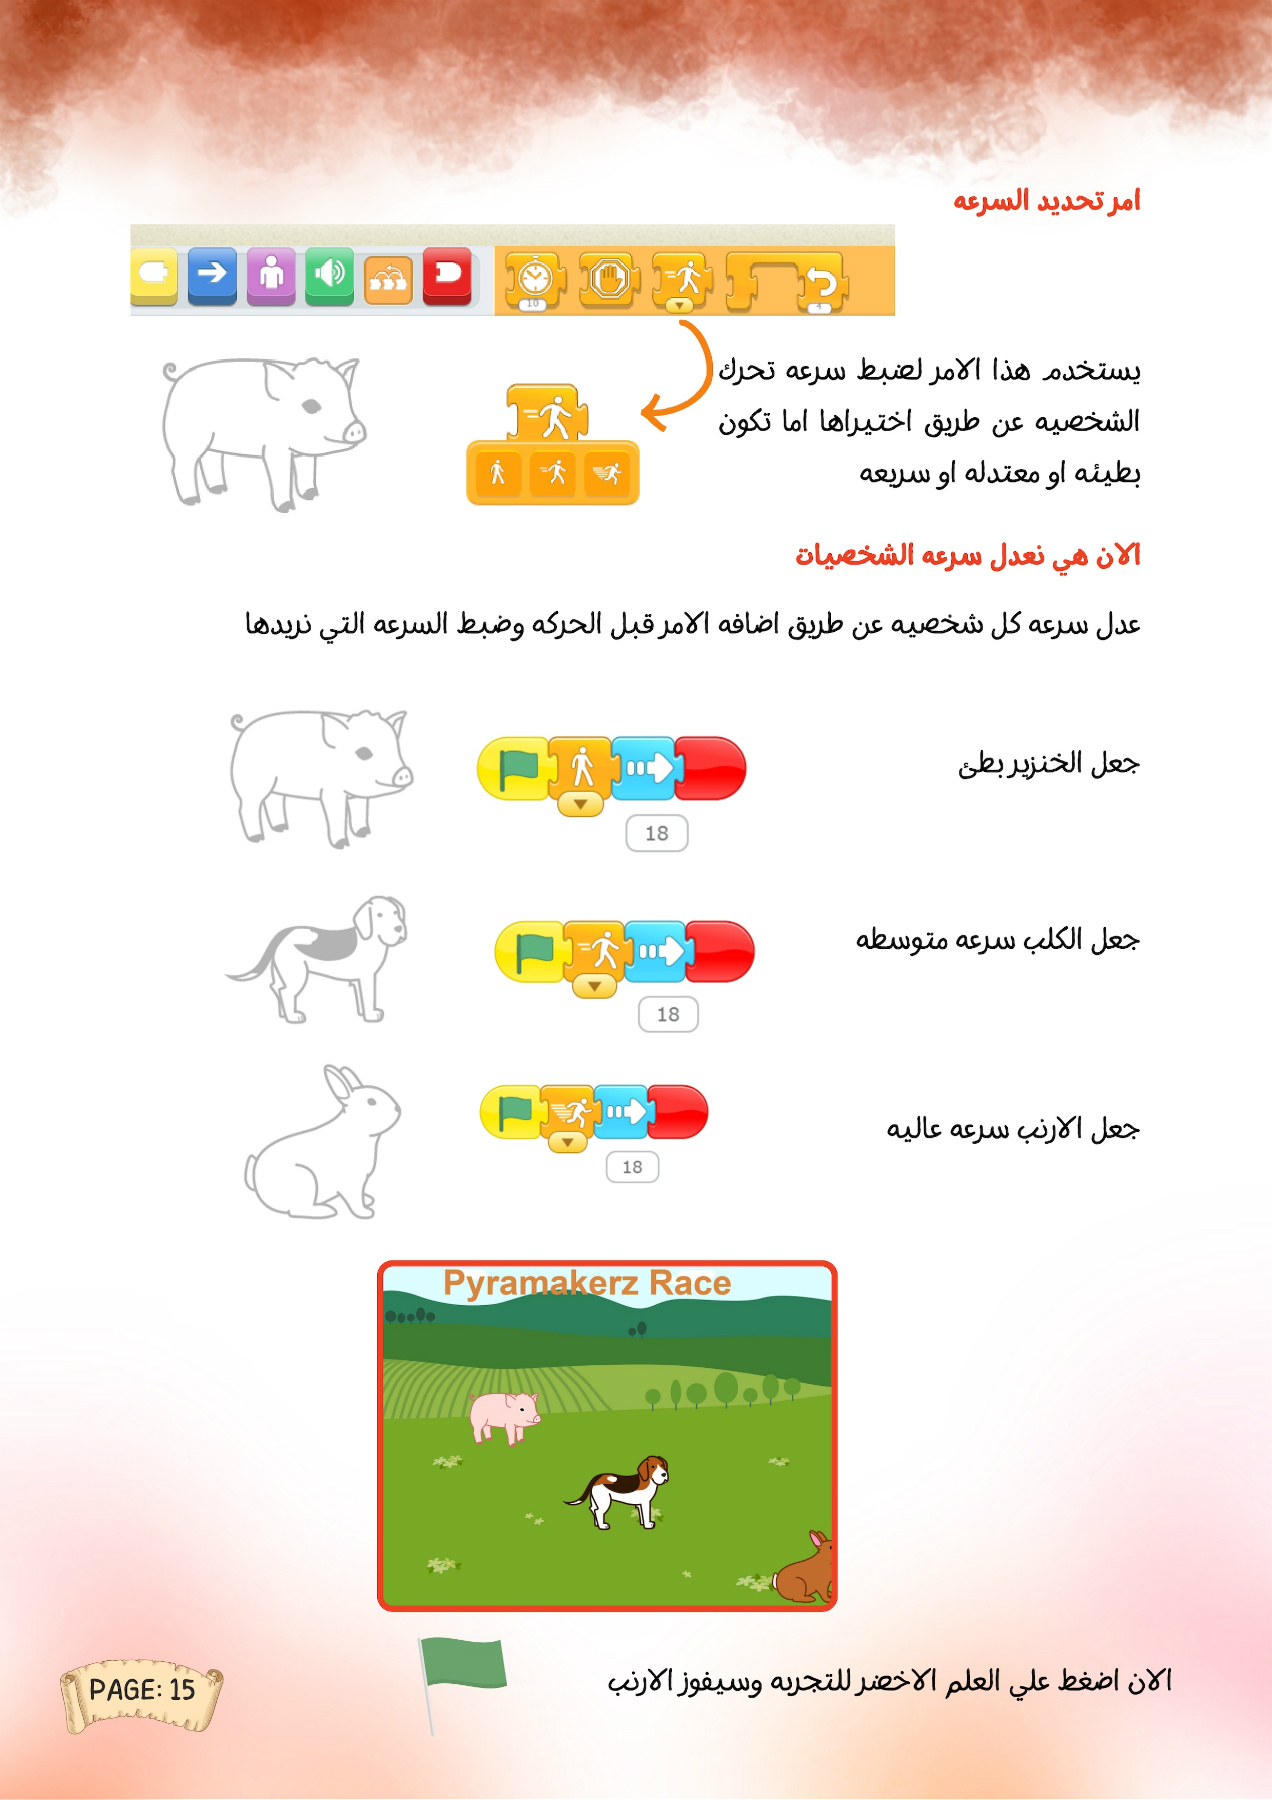 امر تحديد السرعه
10
4
يستخدم هذا الامر لضبط سرعه تحرك
الشخصيه عن طريق اختيراها اما تكون
بطيئه او معتدله او سريعه
الان هي نعدل سرعه الشخصيات
عدل سرعه كل شخصيه عن طريق اضافه الامر قبل الحركه وضبط السرعه التي نريدها
جعل الخنزير بطئ
18
جعل الكلب سرعه متوسطه
18
جعل الارنب سرعه عاليه
18
Pyramakerz Race
الان اضغط علي العلم الاخضر للتجربه وسيفوز الارنب
PAGE: 15